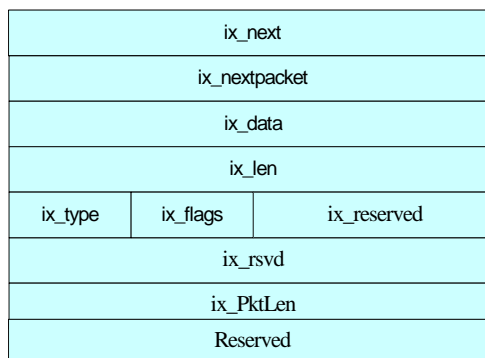 ix_next
ix_nextpacket
ix_data
ix_len
ix_type ix_flags ix_reserved
ix_rsvd
ix_PktLen
Reserved